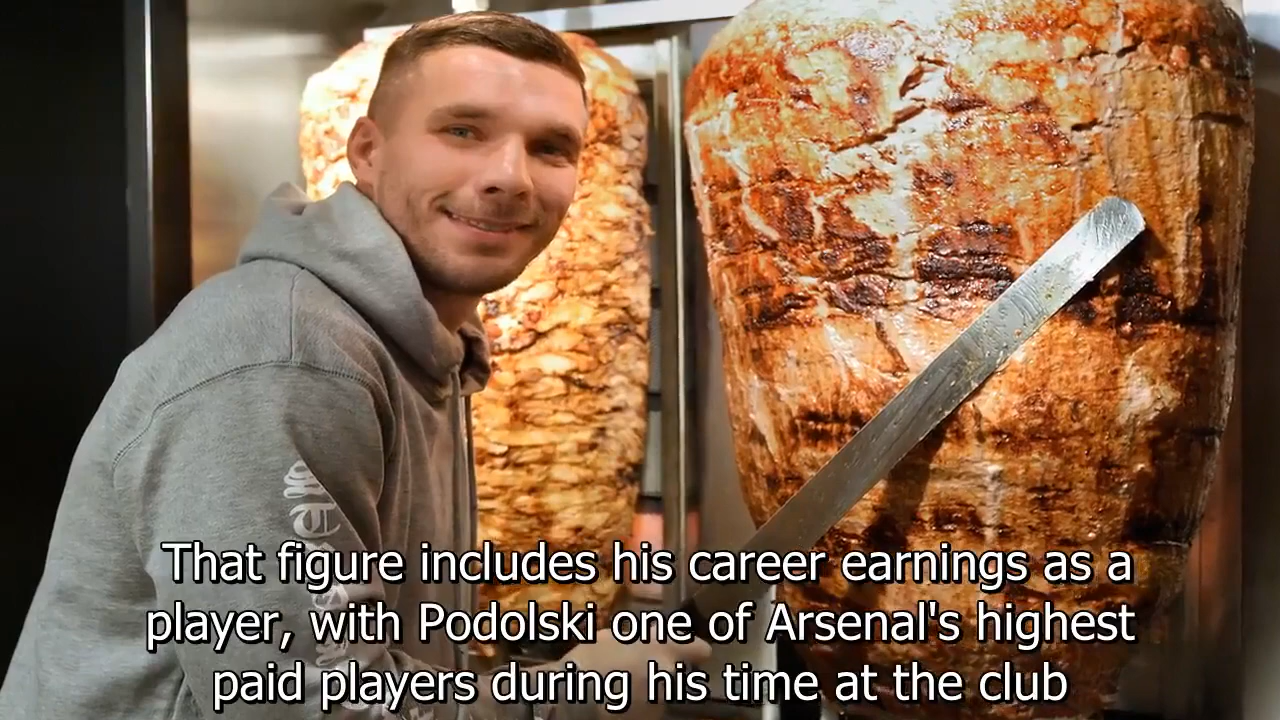 That figure includes his career earnings as a
player, with Podolski one of Arsenal's highest
paid players during his time at the club